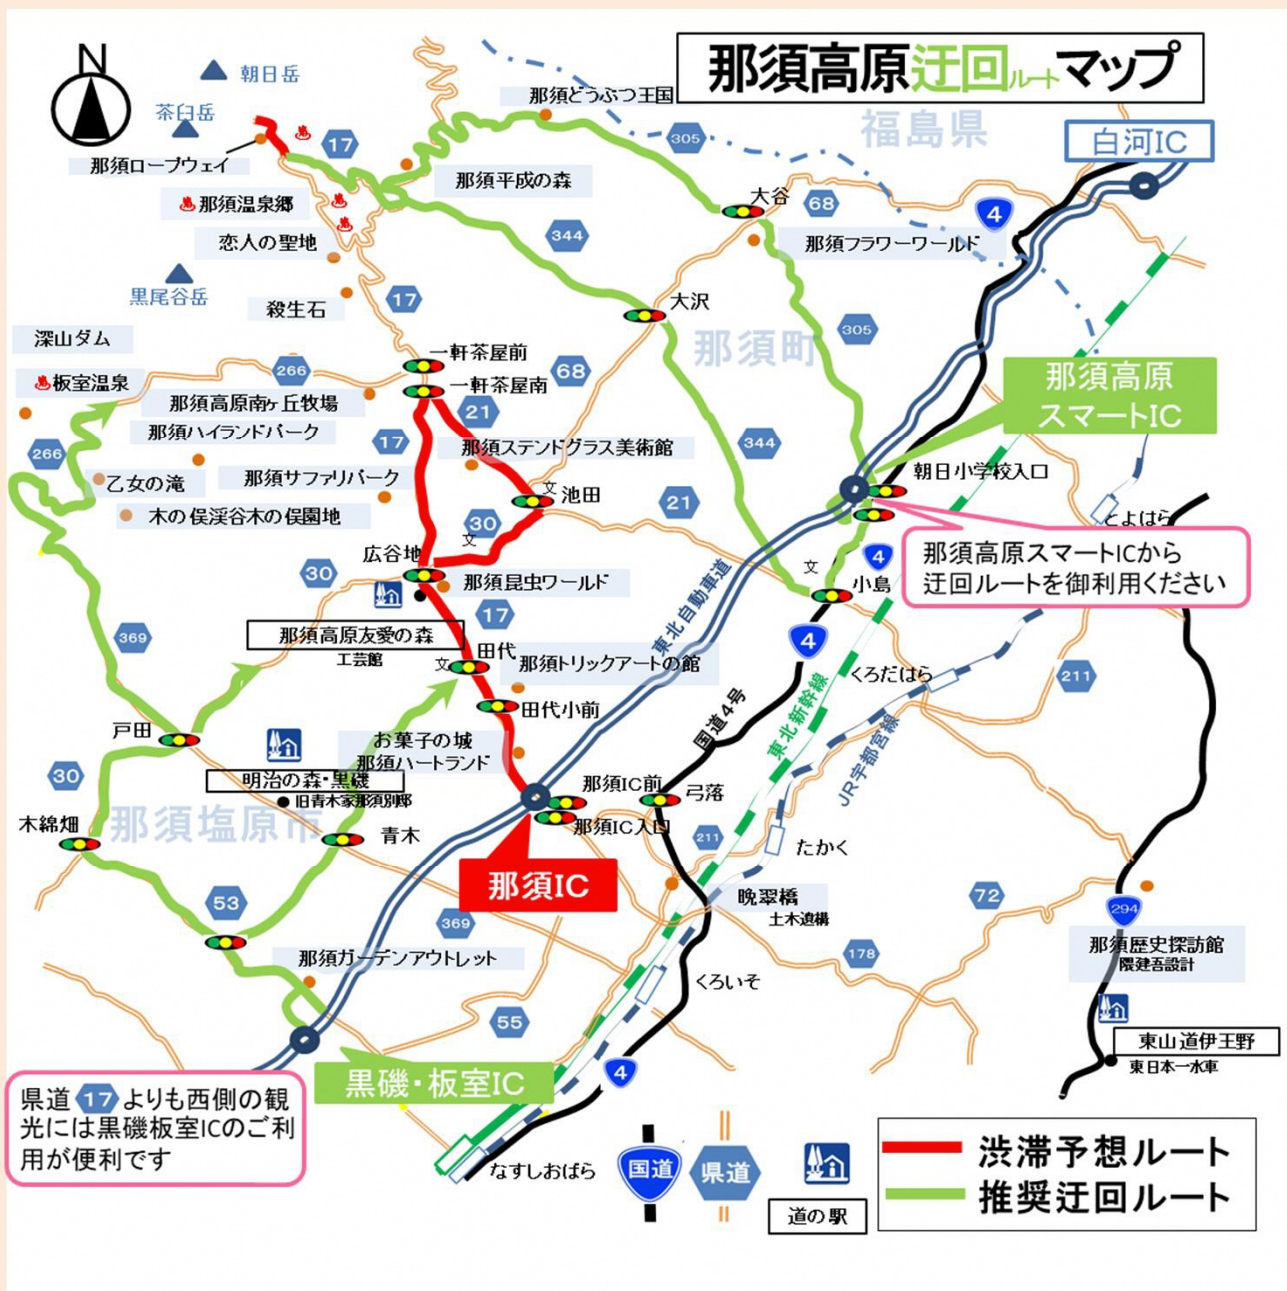 那須高原迂回ルートマップ
N
朝日岳
茶臼岳
那須ロープウェイ
17
那須どうぶつ王国
305
福島県
白河IC
那須平成の森
那須温泉郷
大谷
68
4
恋人の聖地
344
那須フラワーワールド
黒尾谷岳
殺生石
17
大沢
305
那須町
深山ダム
一軒茶屋前
266
68
那須高原
スマートIC
板室温泉
一軒茶屋南
那須高原南ヶ丘牧場
21
那須ハイランドパーク
17
344
266
那須ステンドグラス美術館
乙女の滝
那須サファリパーク
朝日小学校入口
文
池田
21
木の俣渓谷木の俣園地
30
文
とよはら
広谷地
那須高原スマートICから
迂回ルートを御利用ください
4
30
那須昆虫ワールド
文
小島
東北自動車道
17
那須高原友愛の森
工芸館
369
4
文
田代
那須トリックアートの館
くろだはら
211
田代小前
国道4号
東北新幹線
戸田
お菓子の城
那須ハートランド
JR宇都宮線
30
明治の森・黒磯
旧青木家那須別邸
那須IC前
弓落
那須塩原市
木綿畑
青木
那須IC入口
211
たかく
那須IC
53
晩翠橋
土木遺構
72
294
369
那須ガーデンアウトレット
178
那須歴史探訪館
隈建吾設計
くろいそ
55
東山道伊王野
東日本一水車
黒磯・板室IC
4
県道17よりも西側の観
光には黒磯板室ICのご利
用が便利です
なすしおばら
国道
県道
道の駅
渋滞予想ルート
推奨迂回ルート